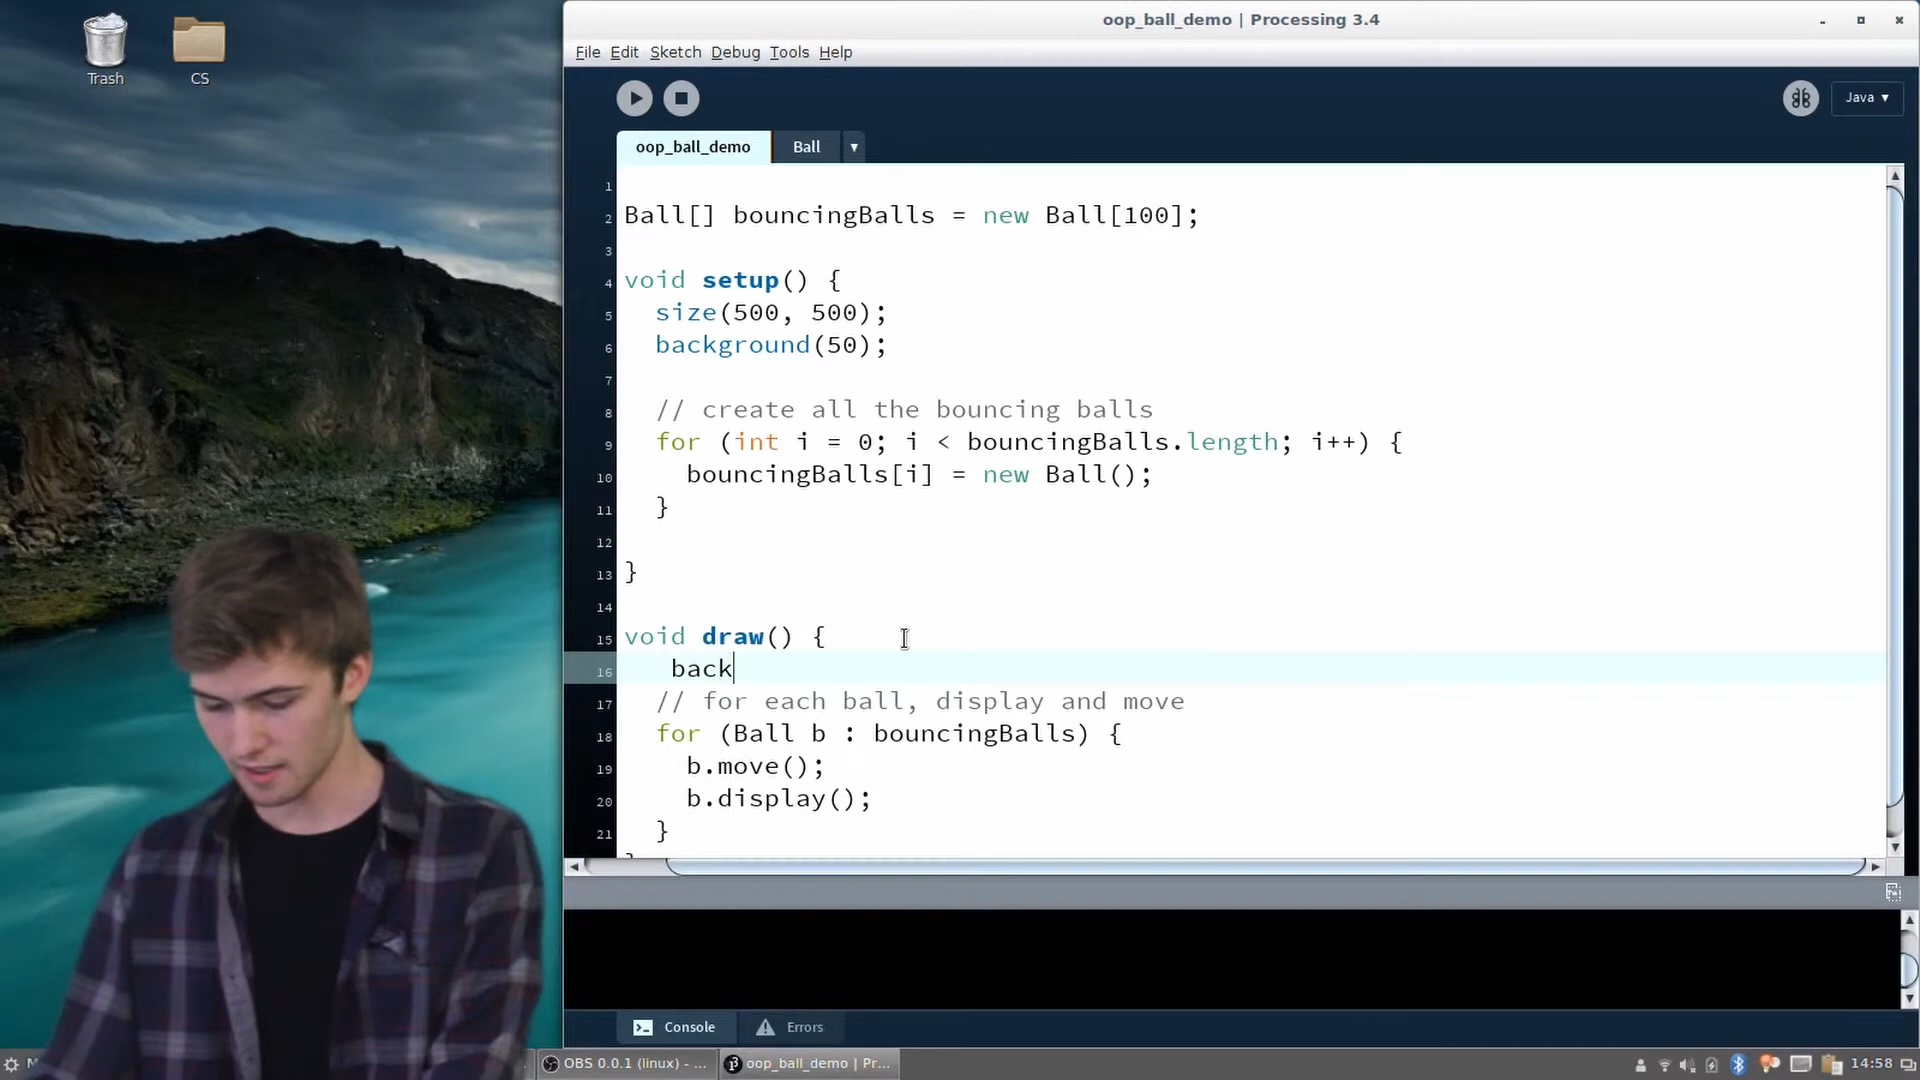 Trash
CS
oop_ball_demo | Processing 3.4
File Edit Sketch Debug Tools Help
Java ▾
oop_ball_demo Ball ▾
1
2 Ball[] bouncingBalls = new Ball[100];
3
4 void setup() {
5 size(500, 500);
6 background(50);
7
8 // create all the bouncing balls
9 for (int i = 0; i < bouncingBalls.length; i++) {
10 bouncingBalls[i] = new Ball();
11 }
12
13 }
14
15 void draw() {
16 back
17 // for each ball, display and move
18 for (Ball b : bouncingBalls) {
19 b.move();
20 b.display();
21 }
Console Errors
OBS 0.0.1 (linux) - ... oop_ball_demo | Pr... 14:58